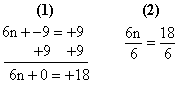 (1) (2)
6n+−9 = +9
+9 +9
6n+0 = +18
6n/6 = 18/6